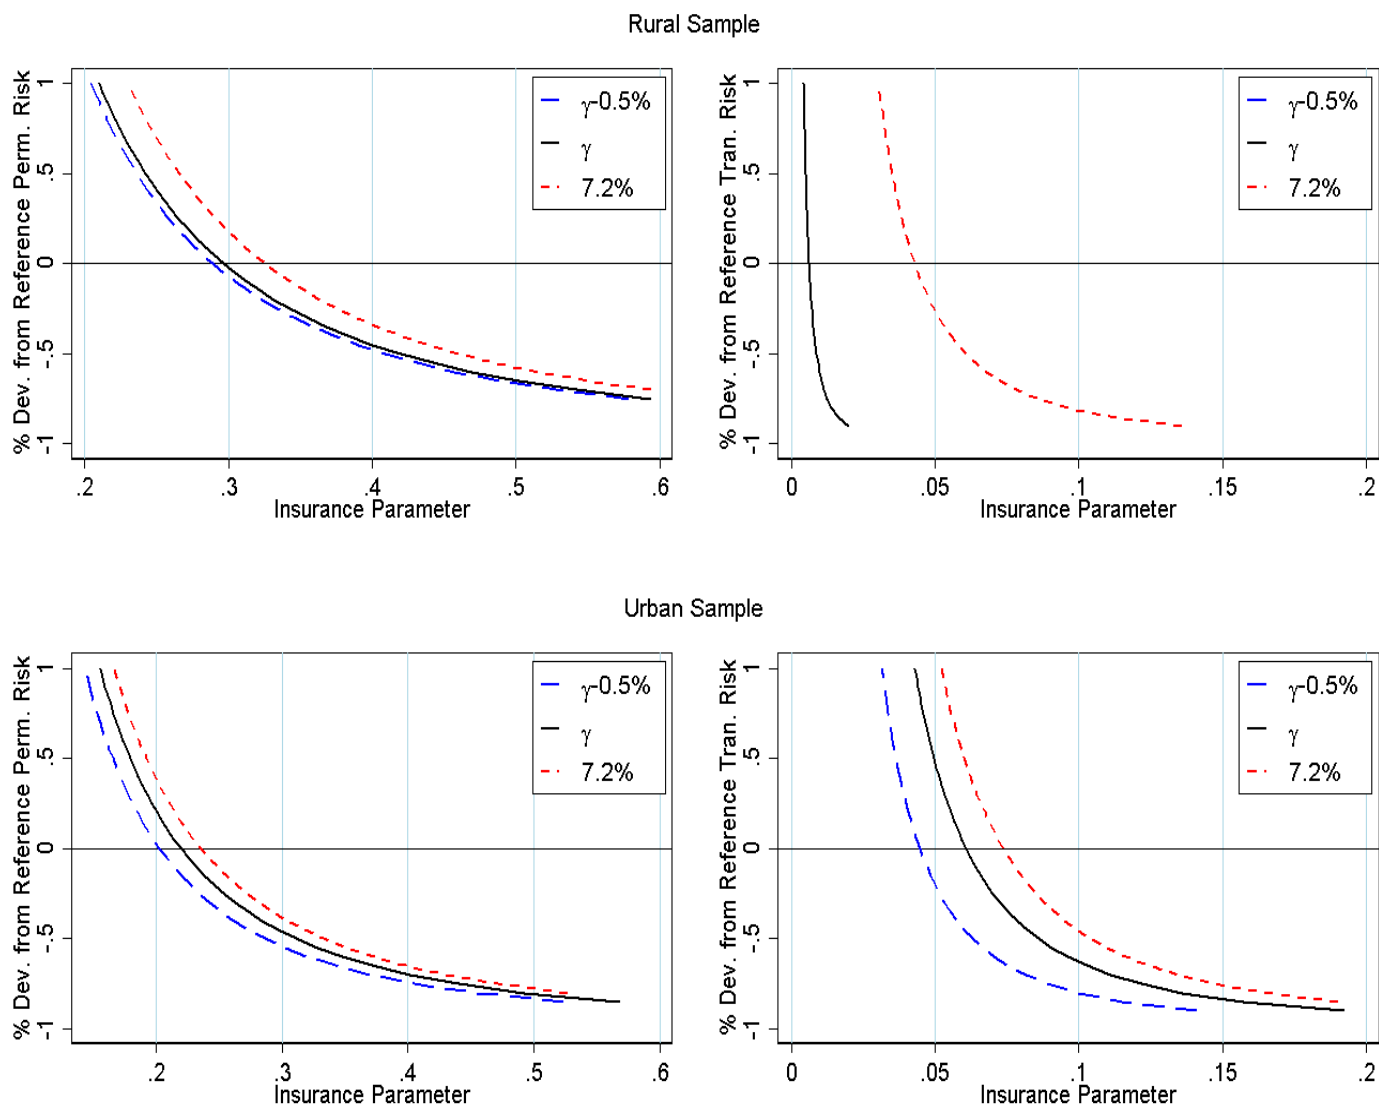 Rural Sample
% Dev. from Reference Perm. Risk
1
.5
0
-.5
-1
γ-0.5%
γ
7.2%
.2 .3 .4 .5 .6
Insurance Parameter
% Dev. from Reference Tran. Risk
1
.5
0
-.5
-1
γ-0.5%
γ
7.2%
0 .05 .1 .15 .2
Insurance Parameter
Urban Sample
% Dev. from Reference Perm. Risk
1
.5
0
-.5
-1
γ-0.5%
γ
7.2%
.2 .3 .4 .5 .6
Insurance Parameter
% Dev. from Reference Tran. Risk
1
.5
0
-.5
-1
γ-0.5%
γ
7.2%
0 .05 .1 .15 .2
Insurance Parameter